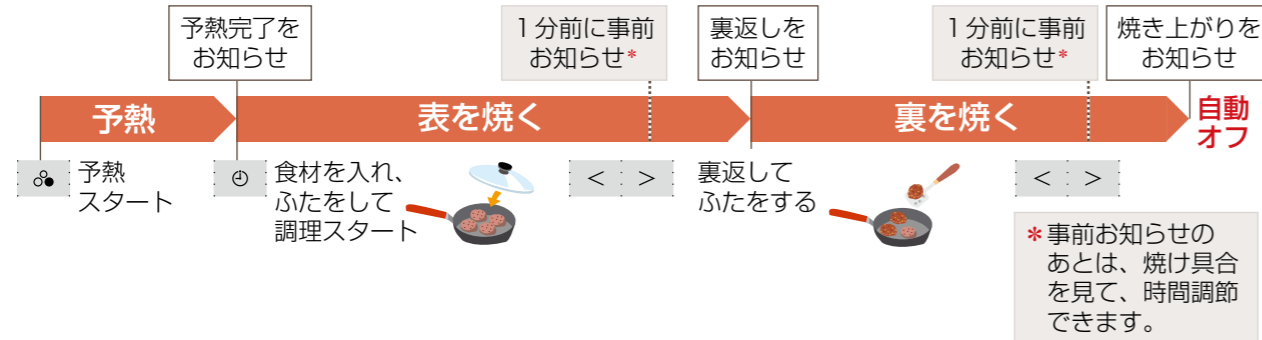 予熱完了を
お知らせ
1分前に事前
お知らせ*
裏返しを
お知らせ
1分前に事前
お知らせ*
焼き上がりを
お知らせ
予熱
表を焼く
裏を焼く
自動
オフ
予熱
スタート
食材を入れ、
ふたをして
調理スタート
< >
裏返して
ふたをする
< >
*事前お知らせの
あとは、焼け具合
を見て、時間調節
できます。